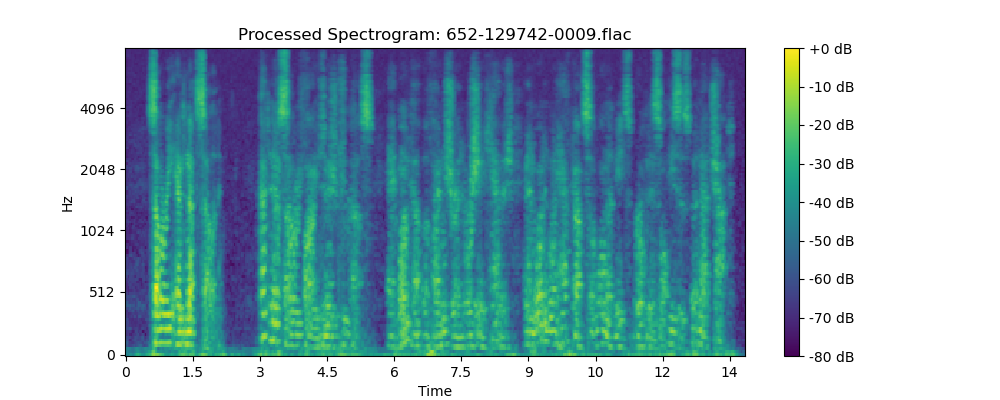 Processed Spectrogram: 652-129742-0009.flac
Hz
4096
2048
1024
512
0
0 1.5 3 4.5 6 7.5 9 10 12 14
Time
+0 dB
-10 dB
-20 dB
-30 dB
-40 dB
-50 dB
-60 dB
-70 dB
-80 dB